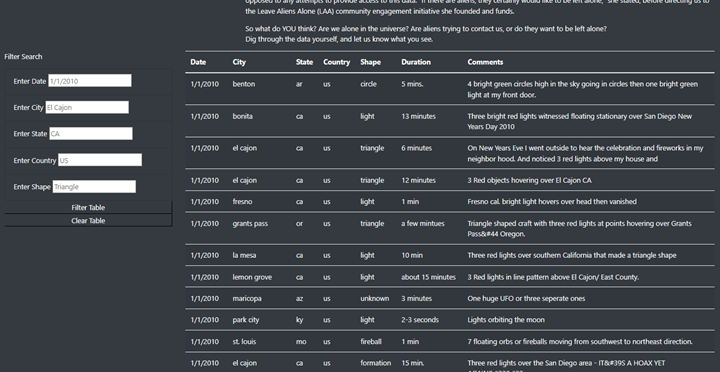 opposed to any attempts to provide access to this data. "If there are aliens, they certainly would like to be left alone," she stated, before directing us to
the Leave Aliens Alone (LAA) community engagement initiative she founded and funds.
So what do YOU think? Are we alone in the universe? Are aliens trying to contact us, or do they want to be left alone?
Dig through the data yourself, and let us know what you see.
Filter Search
Enter Date 1/1/2010
Enter City El Cajon
Enter State CA
Enter Country US
Enter Shape Triangle
Filter Table
Clear Table
Date City State Country Shape Duration Comments
1/1/2010 benton ar us circle 5 mins. 4 bright green circles high in the sky going in circles then one bright green
light at my front door.
1/1/2010 bonita ca us light 13 minutes Three bright red lights witnessed floating stationary over San Diego New
Years Day 2010
1/1/2010 el cajon ca us triangle 6 minutes On New Years Eve I went outside to hear the celebration and fireworks in my
neighbor hood. And noticed 3 red lights above my house and
1/1/2010 el cajon ca us triangle 12 minutes 3 Red objects hovering over El Cajon CA
1/1/2010 fresno ca us light 1 min Fresno cal. bright light hovers over head then vanished
1/1/2010 grants pass or us triangle a few mintues Triangle shaped craft with three red lights at points hovering over Grants
Pass&#44 Oregon.
1/1/2010 la mesa ca us light 10 min Three red lights over southern California that made a triangle shape
1/1/2010 lemon grove ca us light about 15 minutes 3 Red lights in line pattern above El Cajon/ East County.
1/1/2010 maricopa az us unknown 3 minutes One huge UFO or three seperate ones
1/1/2010 park city ky us light 2-3 seconds Lights orbiting the moon
1/1/2010 st. louis mo us fireball 1 min 7 floating orbs or fireballs moving from southwest to northeast direction.
1/1/2010 el cajon ca us formation 15 min. Three red lights over the San Diego area - IT&#39S A HOAX YET